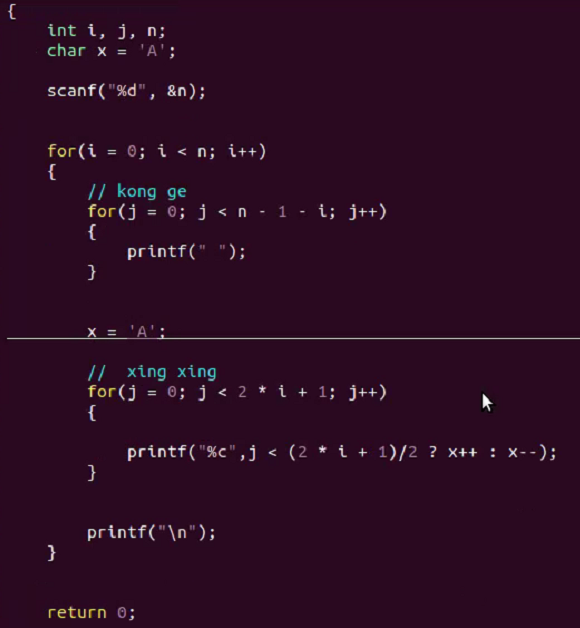 {
    int i, j, n;
    char x = 'A';
    scanf("%d", &n);
    for(i = 0; i < n; i++)
    {
        // kong ge
        for(j = 0; j < n - 1 - i; j++)
        {
            printf(" ");
        }
        x = 'A';
        //  xing xing
        for(j = 0; j < 2 * i + 1; j++)
        {
            printf("%c",j < (2 * i + 1)/2 ? x++ : x--);
        }
        printf("\n");
    }
    return 0;